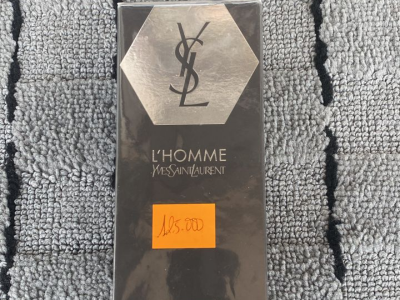 YSL
L'HOMME
YVESSAINTLAURENT
125.000